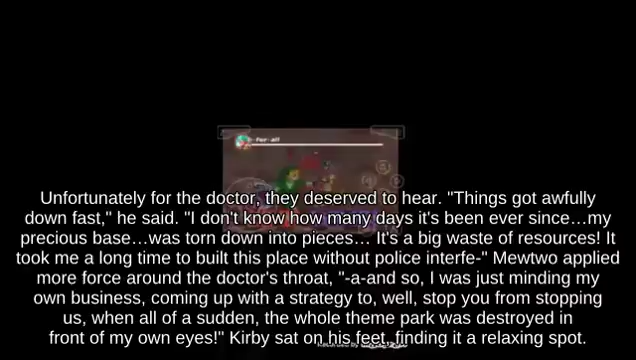 for all
Unfortunately for the doctor, they deserved to hear. "Things got awfully
down fast," he said. "I don't know how many days it's been ever since…my
precious base…was torn down into pieces… It's a big waste of resources! It
took me a long time to built this place without police interfe-" Mewtwo applied
more force around the doctor's throat, "-a-and so, I was just minding my
own business, coming up with a strategy to, well, stop you from stopping
us, when all of a sudden, the whole theme park was destroyed in
front of my own eyes!" Kirby sat on his feet, finding it a relaxing spot.